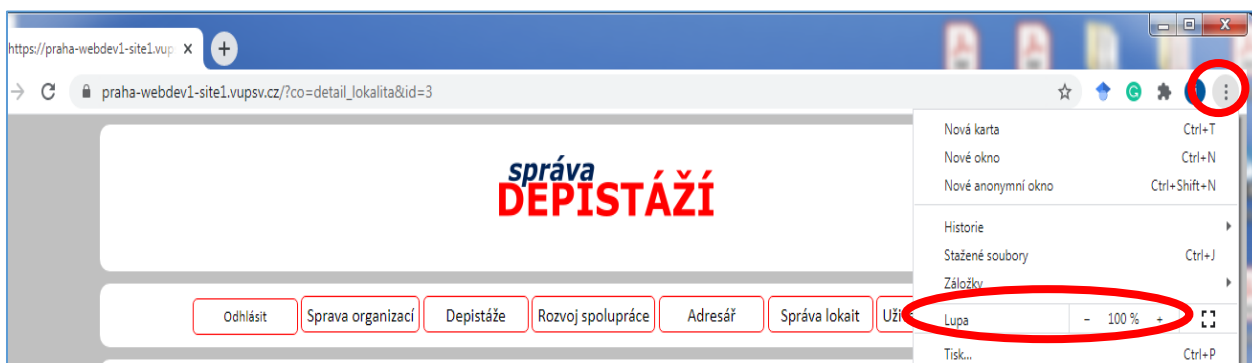 https://praha-webdev1-site1.vup
praha-webdev1-site1.vupsv.cz/?co=detail_lokalita&id=3
Nová karta Ctrl+T
Nové okno Ctrl+N
Nové anonymní okno Ctrl+Shift+N
Historie
Stažené soubory Ctrl+J
Záložky
Lupa - 100 % +
Tisk... Ctrl+P
správa
DEPISTÁŽÍ
Odhlásit Sprava organizací Depistáže Rozvoj spolupráce Adresář Správa lokait